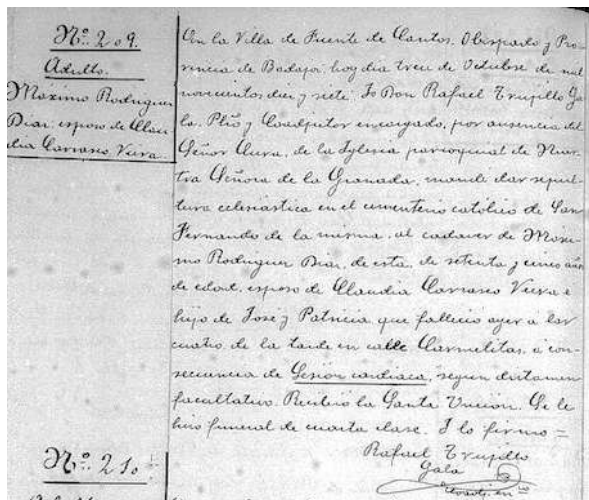 Nº. 209.
Adulto.
Maximo Rodriguez
Diaz, esposo de Clau
dia Carrasco Viera.
En la Villa de Fuente de Cantos, Obispado y Pro
vincia de Badajoz, hoy dia trece de Octubre de mil
novecientos diez y siete. Yo Don Rafael Trujillo Ga
la, Pbro y Coadjutor encargado, por ausencia del
Señor Cura, de la Iglesia parroquial de Nues
tra Señora de la Granada, mandé dar sepul
tura eclesiastica en el cementerio católico de San
Fernando de la misma, al cadaver de Máxi
mo Rodriguez Diaz, de esta, de setenta y cinco años
de edad, esposo de Claudia Carrasco Viera e
hijo de José y Patricia, que falleció ayer á las
cuatro de la tarde en calle Carmelitas, á con
secuencia de Lesion cardiaca, segun dictamen
facultativo. Recibió la Santa Uncion. Se le
hizo funeral de cuarta clase. Y lo firmo =
Rafael Trujillo
Gala
Nº. 210